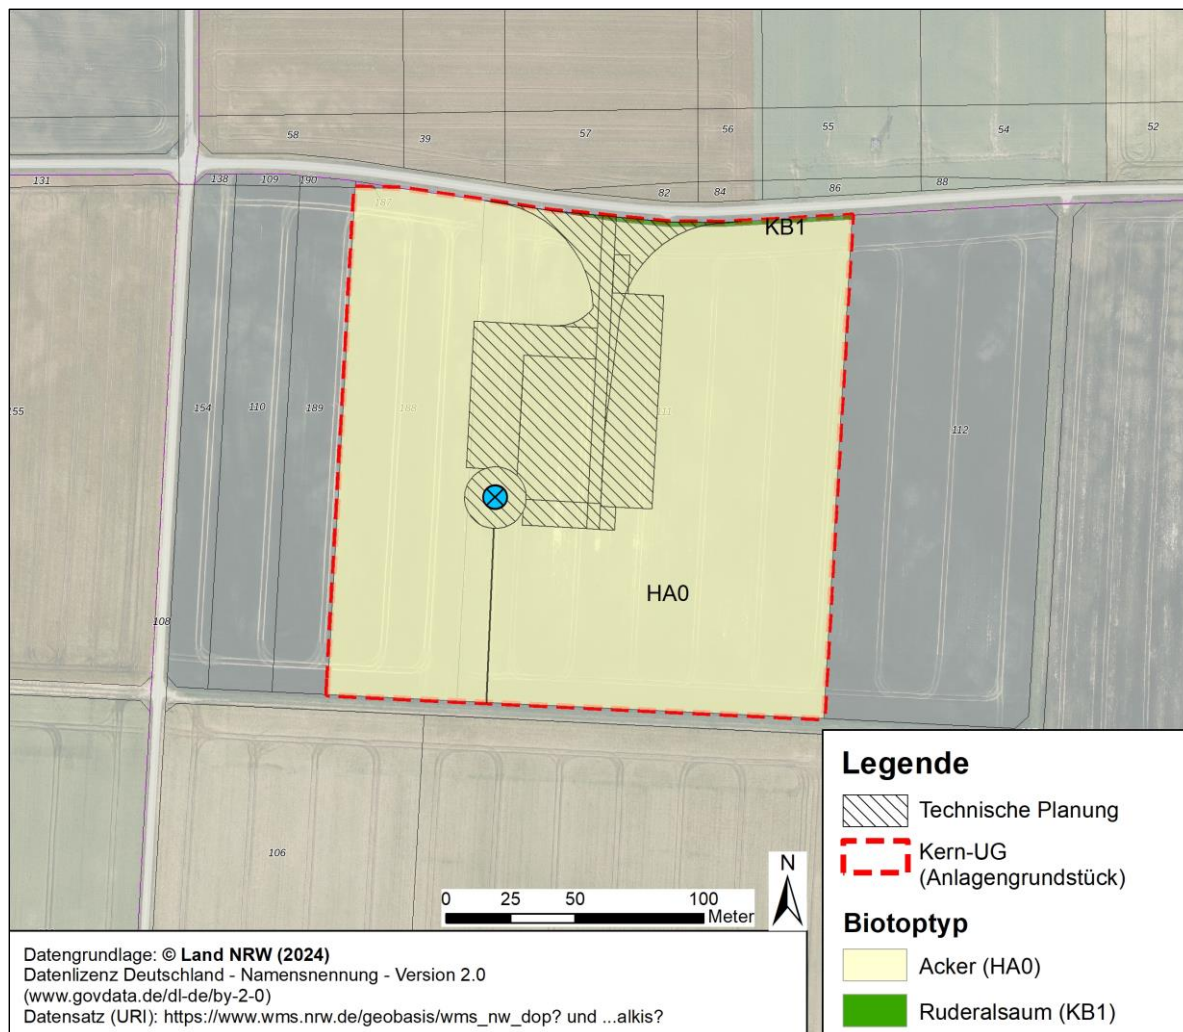 58
39
57
56
55
54
52
131
138
109
190
187
82
84
86
88
KB1
155
154
110
189
188
111
112
HA0
108
106
N
0 25 50 100
Meter
Legende
Technische Planung
Kern-UG
(Anlagengrundstück)
Biotoptyp
Acker (HA0)
Ruderalsaum (KB1)
Datengrundlage: © Land NRW (2024)
Datenlizenz Deutschland - Namensnennung - Version 2.0
(www.govdata.de/dl-de/by-2-0)
Datensatz (URI): https://www.wms.nrw.de/geobasis/wms_nw_dop? und ...alkis?